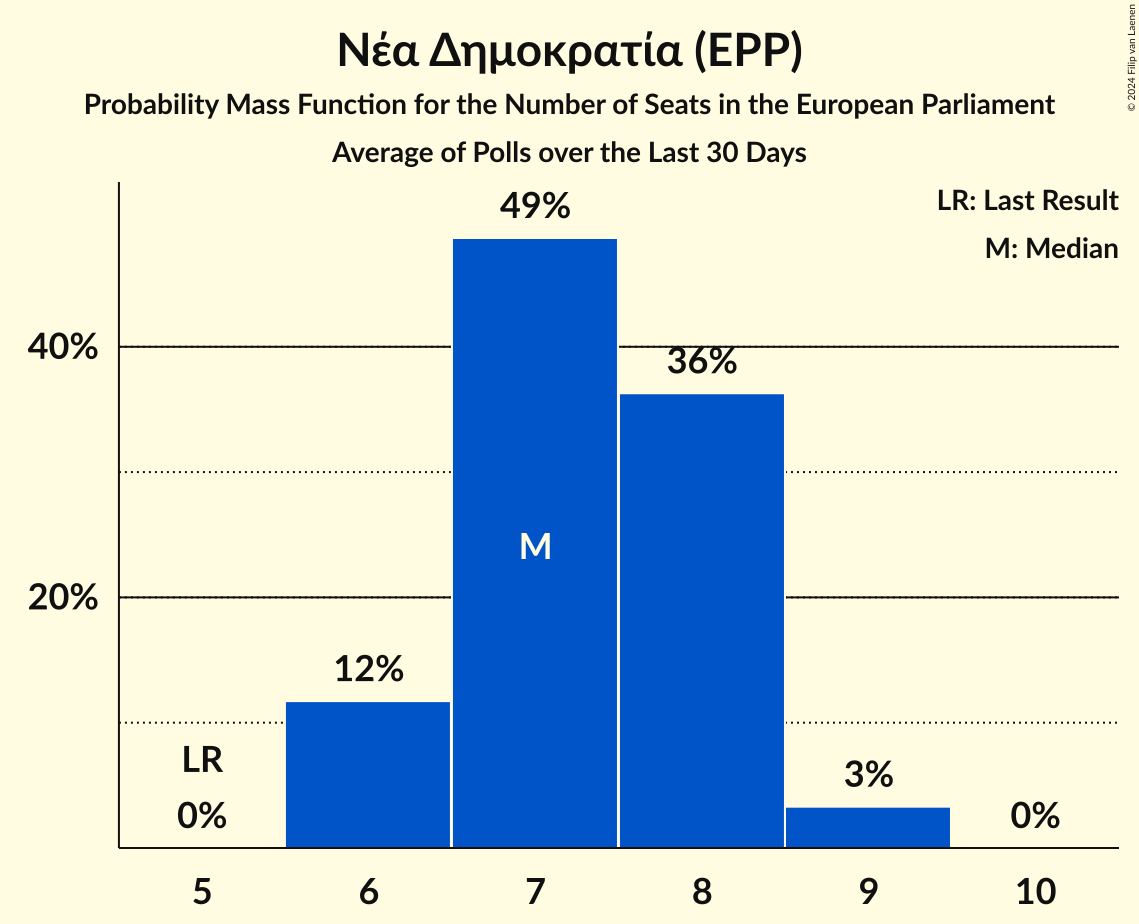 Νέα Δημοκρατία (EPP)
Probability Mass Function for the Number of Seats in the European Parliament
Average of Polls over the Last 30 Days
© 2024 Filip van Laenen
LR: Last Result
M: Median
49%
40%
36%
M
20%
12%
LR
3%
0%
0%
5 6 7 8 9 10